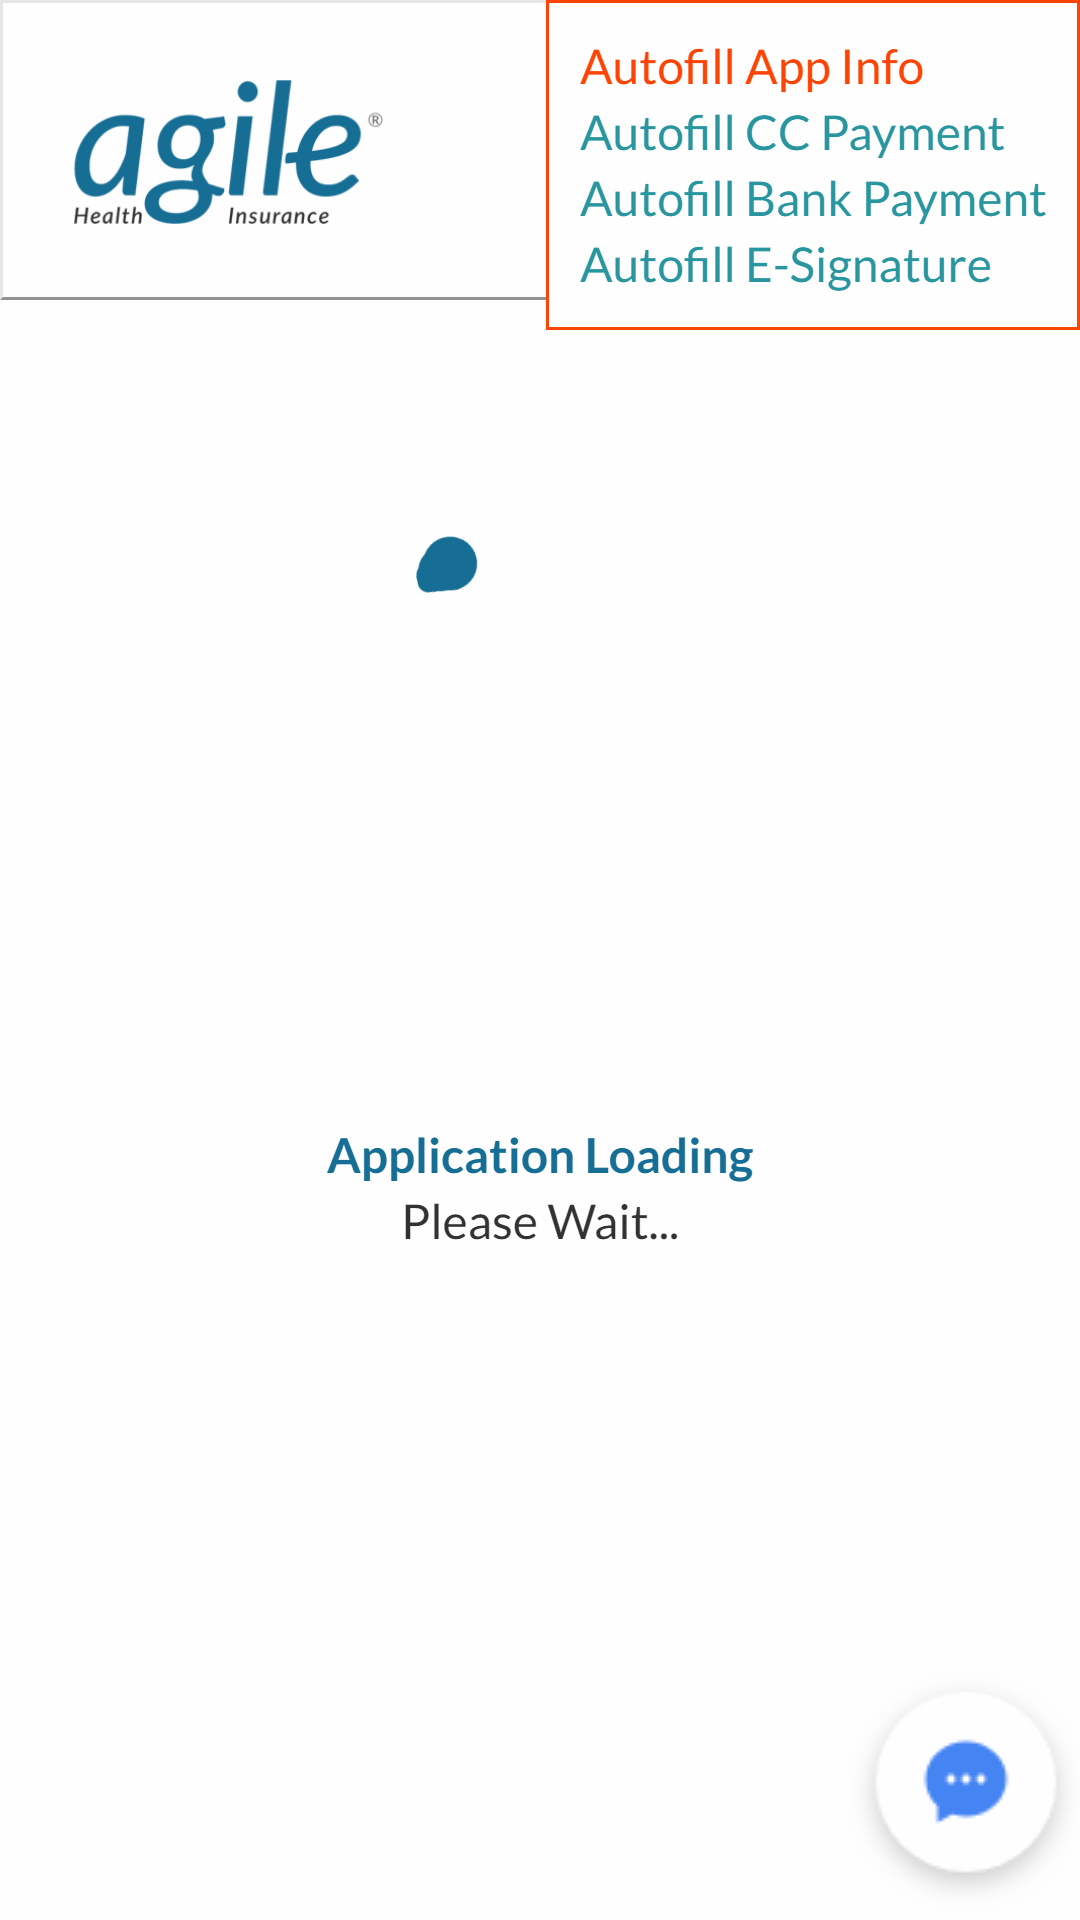 agile®
Health Insurance
Autofill App Info
Autofill CC Payment
Autofill Bank Payment
Autofill E-Signature
Application Loading
Please Wait...